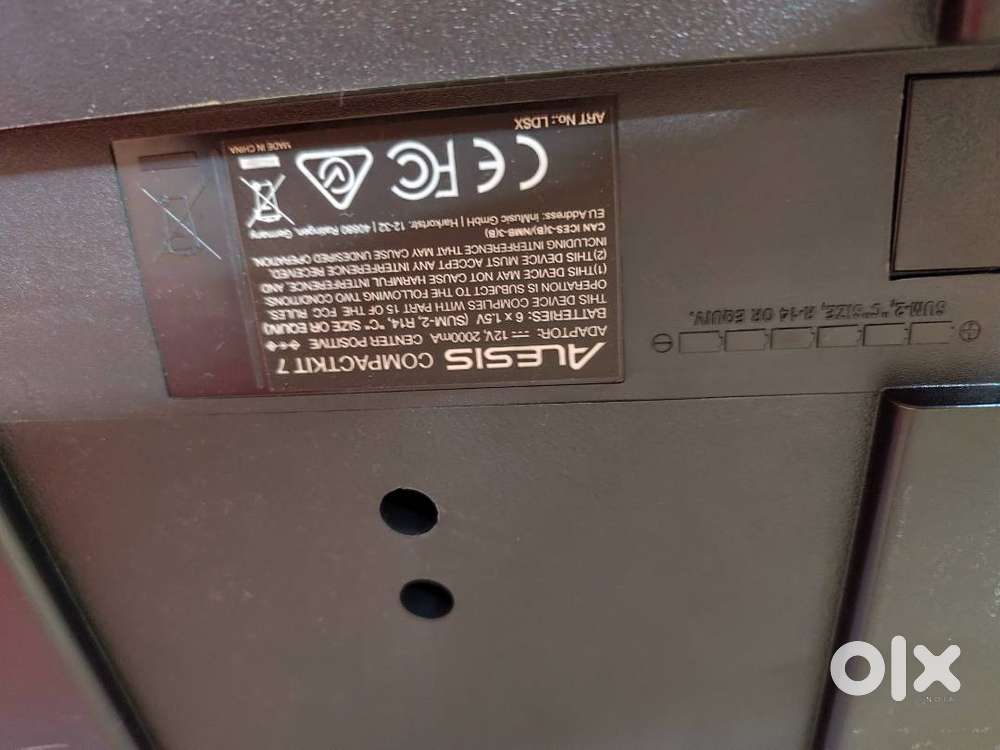 ALESIS COMPACTKIT 7
ADAPTOR: 12V, 2000mA CENTER POSITIVE
BATTERIES: 6 x 1.5V (SUM-2, R14, "C" SIZE OR EQUIV)
THIS DEVICE COMPLIES WITH PART 15 OF THE FCC RULES.
OPERATION IS SUBJECT TO THE FOLLOWING TWO CONDITIONS:
(1)THIS DEVICE MAY NOT CAUSE HARMFUL INTERFERENCE, AND
(2)THIS DEVICE MUST ACCEPT ANY INTERFERENCE RECEIVED,
INCLUDING INTERFERENCE THAT MAY CAUSE UNDESIRED OPERATION.
CAN ICES-3(B)/NMB-3(B)
EU Address: inMusic GmbH | Harkortstr. 12-32 | 40880 Ratingen, Germany
CE FC
ART No.: LDSX
MADE IN CHINA
SUM-2, "C" SIZE, R-14 OR EQUIV.
olx
INDIA